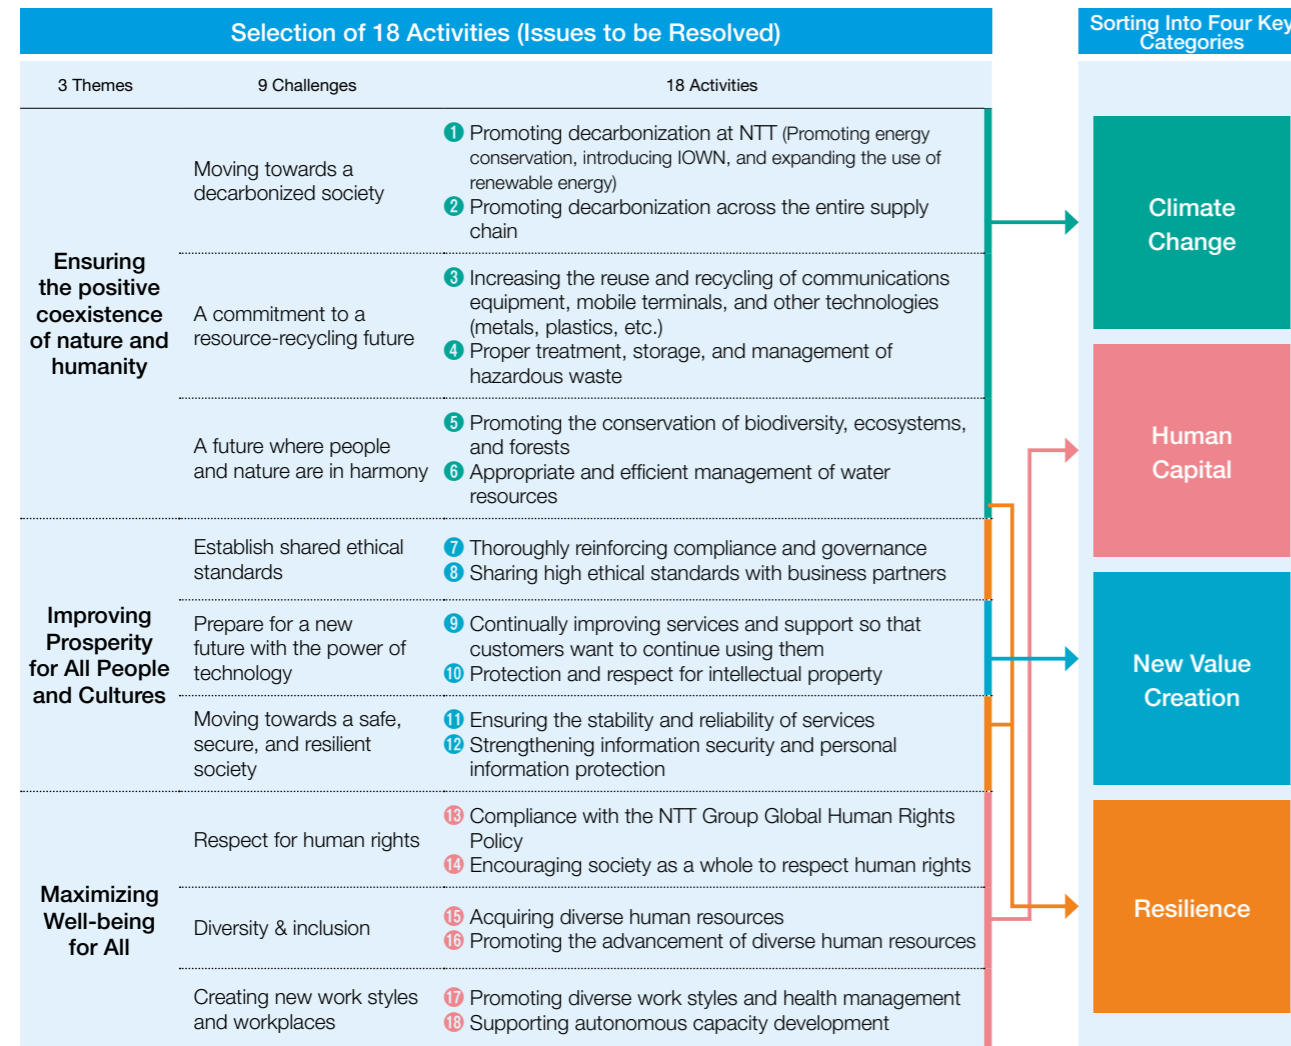 Selection of 18 Activities (Issues to be Resolved)
Sorting Into Four Key
Categories
3 Themes
9 Challenges
18 Activities
Ensuring
the positive
coexistence
of nature and
humanity
Moving towards a
decarbonized society
1 Promoting decarbonization at NTT (Promoting energy
conservation, introducing IOWN, and expanding the use of
renewable energy)
2 Promoting decarbonization across the entire supply
chain
A commitment to a
resource-recycling future
3 Increasing the reuse and recycling of communications
equipment, mobile terminals, and other technologies
(metals, plastics, etc.)
4 Proper treatment, storage, and management of
hazardous waste
A future where people
and nature are in harmony
5 Promoting the conservation of biodiversity, ecosystems,
and forests
6 Appropriate and efficient management of water
resources
Improving
Prosperity
for All People
and Cultures
Establish shared ethical
standards
7 Thoroughly reinforcing compliance and governance
8 Sharing high ethical standards with business partners
Prepare for a new
future with the power of
technology
9 Continually improving services and support so that
customers want to continue using them
10 Protection and respect for intellectual property
Moving towards a safe,
secure, and resilient
society
11 Ensuring the stability and reliability of services
12 Strengthening information security and personal
information protection
Maximizing
Well-being
for All
Respect for human rights
13 Compliance with the NTT Group Global Human Rights
Policy
14 Encouraging society as a whole to respect human rights
Diversity & inclusion
15 Acquiring diverse human resources
16 Promoting the advancement of diverse human resources
Creating new work styles
and workplaces
17 Promoting diverse work styles and health management
18 Supporting autonomous capacity development
Climate
Change
Human
Capital
New Value
Creation
Resilience